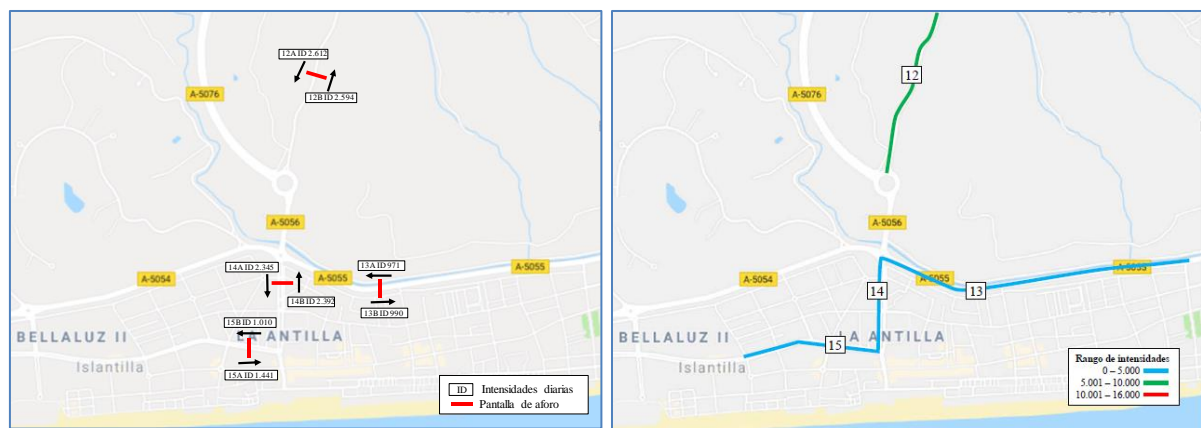 12A ID 2.612
A-5076
12B ID 2.594
A-5056
14A ID 2.345
13A ID 971
A-5055
A-5055
A-5054
14B ID 2.392
13B ID 990
15B ID 1.010
BELLALUZ II
LA ANTILLA
Islantilla
15A ID 1.441
ID Intensidades diarias
Pantalla de aforo
12
A-5076
A-5056
A-5055
A-5054
A-5055
14
13
BELLALUZ II
LA ANTILLA
15
Islantilla
Rango de intensidades
0 – 5.000
5.001 – 10.000
10.001 – 16.000